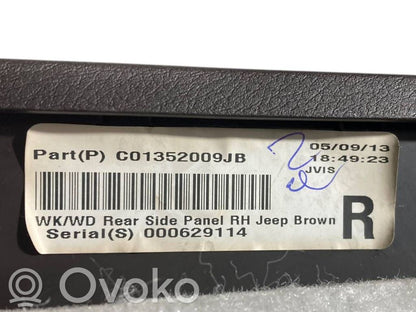 Part(P) C01352009JB
05/09/13
18:49:23
JVIS
WK/WD Rear Side Panel RH Jeep Brown
Serial(S) 000629114
R
Ovoko